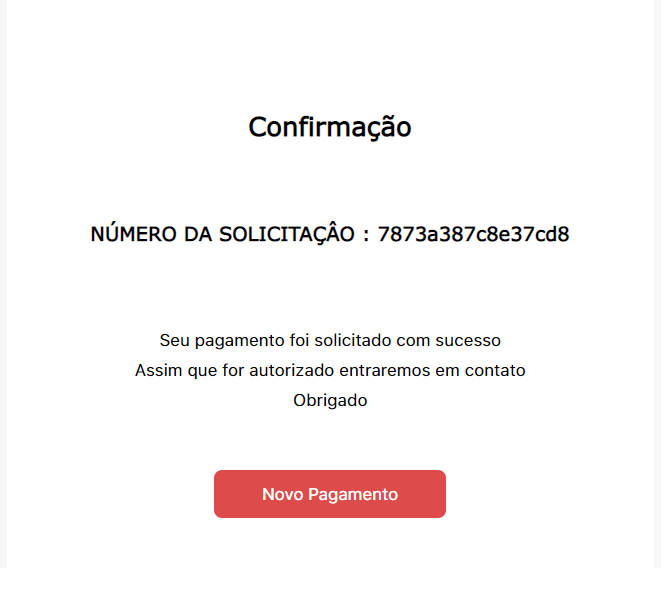 Confirmação
NÚMERO DA SOLICITAÇÂO : 7873a387c8e37cd8
Seu pagamento foi solicitado com sucesso
Assim que for autorizado entraremos em contato
Obrigado
Novo Pagamento